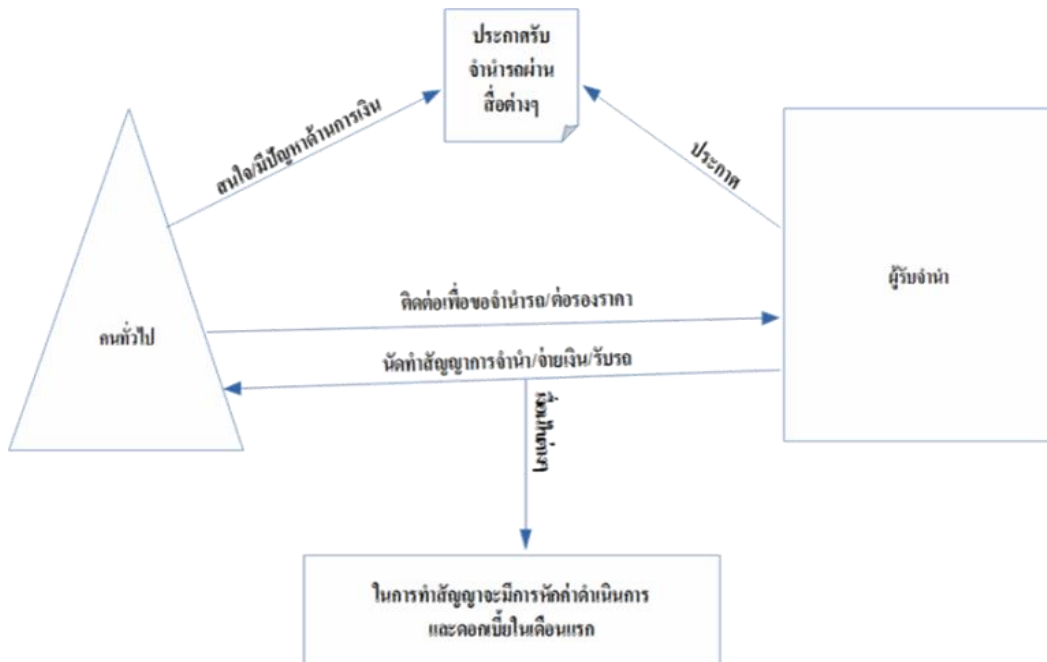 ประกาศรับ
จำนำรถผ่าน
สื่อต่างๆ
สนใจ/มีปัญหาด้านการเงิน
ประกาศ
ผู้รับจำนำ
ติดต่อเพื่อขอจำนำรถ/ต่อรองราคา
คนทั่วไป
นัดทำสัญญาการจำนำ/จ่ายเงิน/รับรถ
ในการทำสัญญาจะมีการหักค่าดำเนินการ
และดอกเบี้ยในเดือนแรก